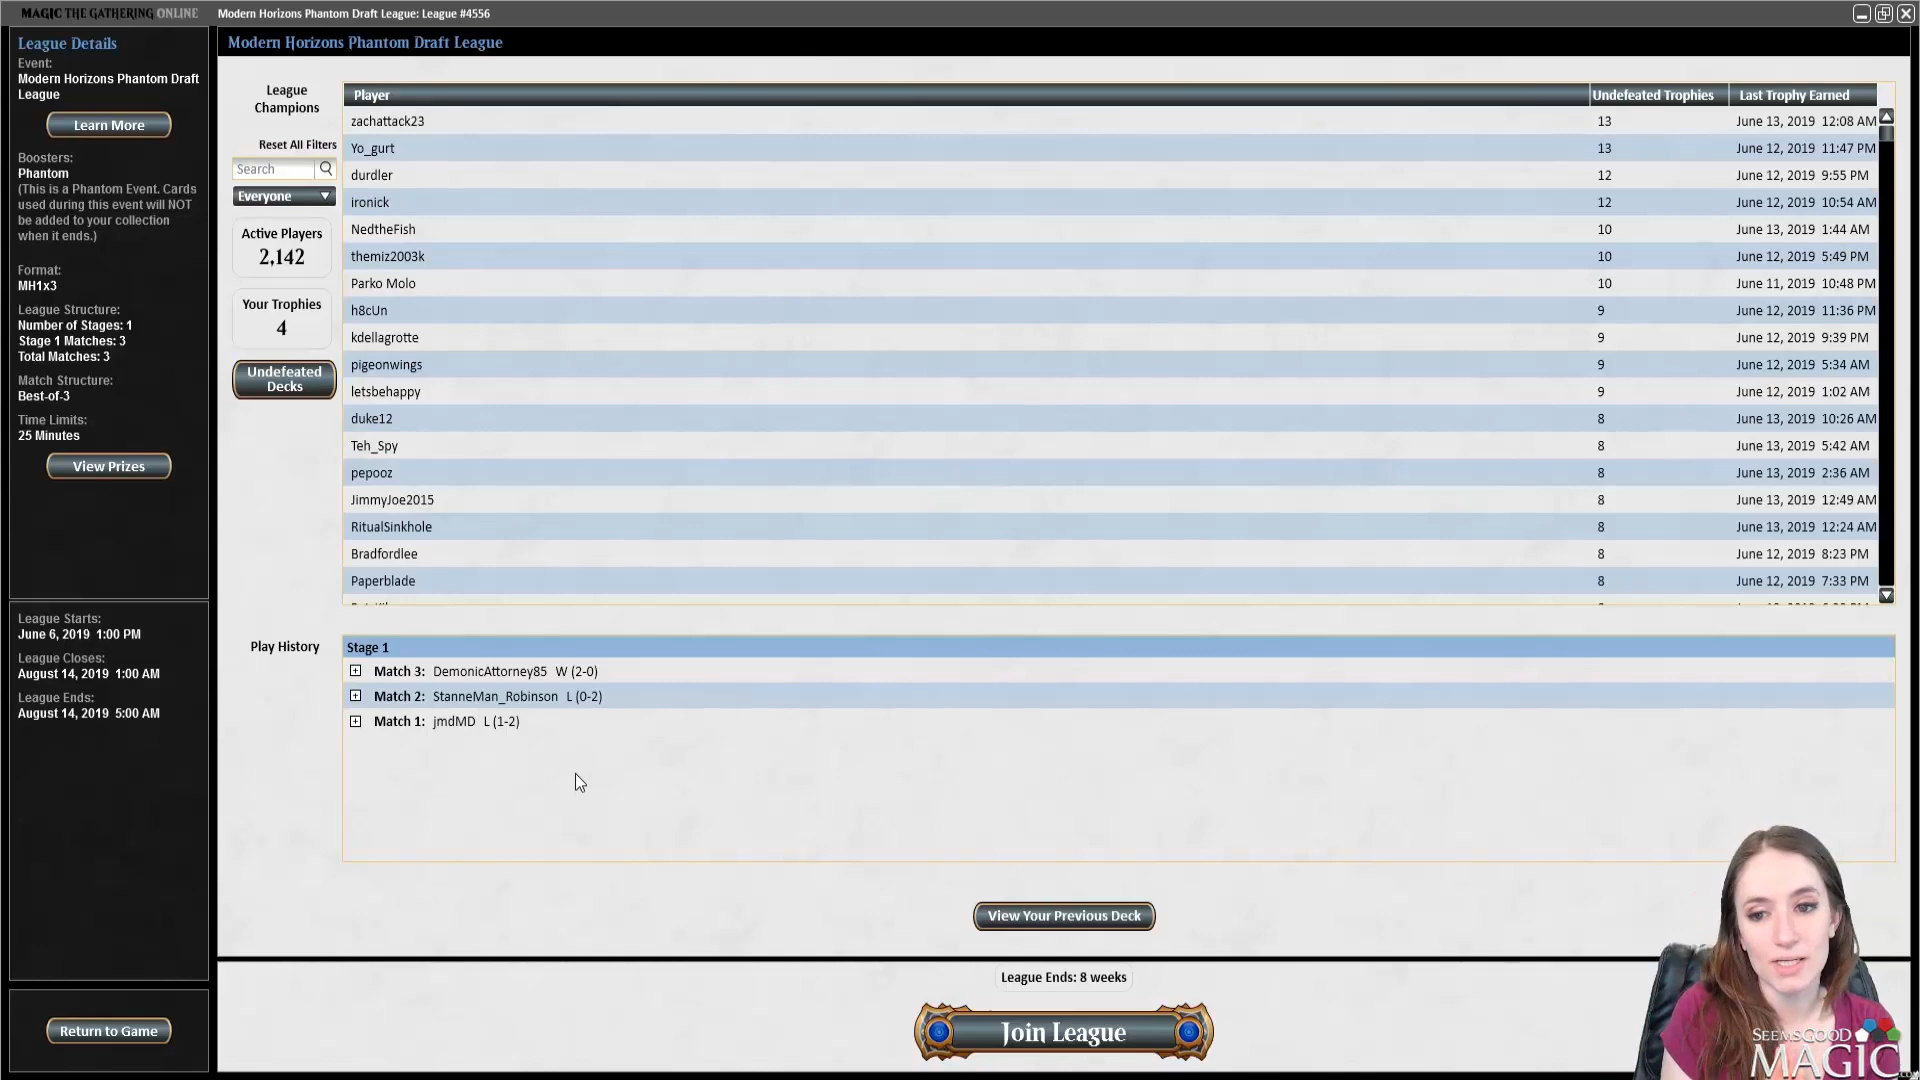 MAGIC THE GATHERING ONLINE
Modern Horizons Phantom Draft League: League #4556
League Details
Event:
Modern Horizons Phantom Draft
League
Learn More
Boosters:
Phantom
(This is a Phantom Event. Cards
used during this event will NOT
be added to your collection
when it ends.)
Format:
MH1x3
League Structure:
Number of Stages: 1
Stage 1 Matches: 3
Total Matches: 3
Match Structure:
Best-of-3
Time Limits:
25 Minutes
View Prizes
League Starts:
June 6, 2019 1:00 PM
League Closes:
August 14, 2019 1:00 AM
League Ends:
August 14, 2019 5:00 AM
Return to Game
Modern Horizons Phantom Draft League
League
Champions
Reset All Filters
Search
Everyone
Active Players
2,142
Your Trophies
4
Undefeated
Decks
Player Undefeated Trophies Last Trophy Earned
zachattack23 13 June 13, 2019 12:08 AM
Yo_gurt 13 June 12, 2019 11:47 PM
durdler 12 June 12, 2019 9:55 PM
ironick 12 June 12, 2019 10:54 AM
NedtheFish 10 June 13, 2019 1:44 AM
themiz2003k 10 June 12, 2019 5:49 PM
Parko Molo 10 June 11, 2019 10:48 PM
h8cUn 9 June 12, 2019 11:36 PM
kdellagrotte 9 June 12, 2019 9:39 PM
pigeonwings 9 June 12, 2019 5:34 AM
letsbehappy 9 June 12, 2019 1:02 AM
duke12 8 June 13, 2019 10:26 AM
Teh_Spy 8 June 13, 2019 5:42 AM
pepooz 8 June 13, 2019 2:36 AM
JimmyJoe2015 8 June 13, 2019 12:49 AM
RitualSinkhole 8 June 13, 2019 12:24 AM
Bradfordlee 8 June 12, 2019 8:23 PM
Paperblade 8 June 12, 2019 7:33 PM
Play History
Stage 1
Match 3: DemonicAttorney85 W (2-0)
Match 2: StanneMan_Robinson L (0-2)
Match 1: jmdMD L (1-2)
View Your Previous Deck
League Ends: 8 weeks
Join League
SEEMSGOOD
MAGIC
.com